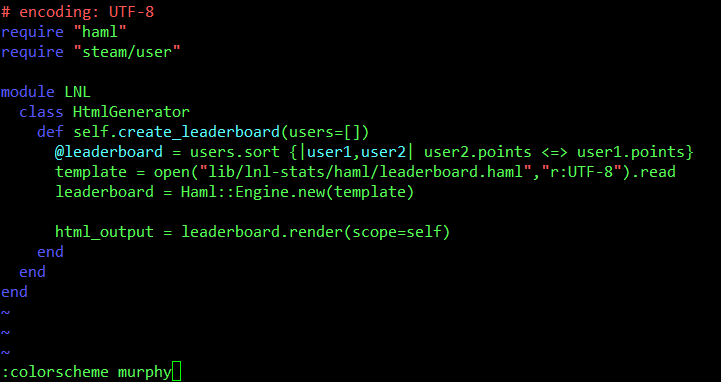 # encoding: UTF-8
require "haml"
require "steam/user"

module LNL
  class HtmlGenerator
    def self.create_leaderboard(users=[])
      @leaderboard = users.sort {|user1,user2| user2.points <=> user1.points}
      template = open("lib/lnl-stats/haml/leaderboard.haml","r:UTF-8").read
      leaderboard = Haml::Engine.new(template)

      html_output = leaderboard.render(scope=self)
    end
  end
end
~
~
~
:colorscheme murphy